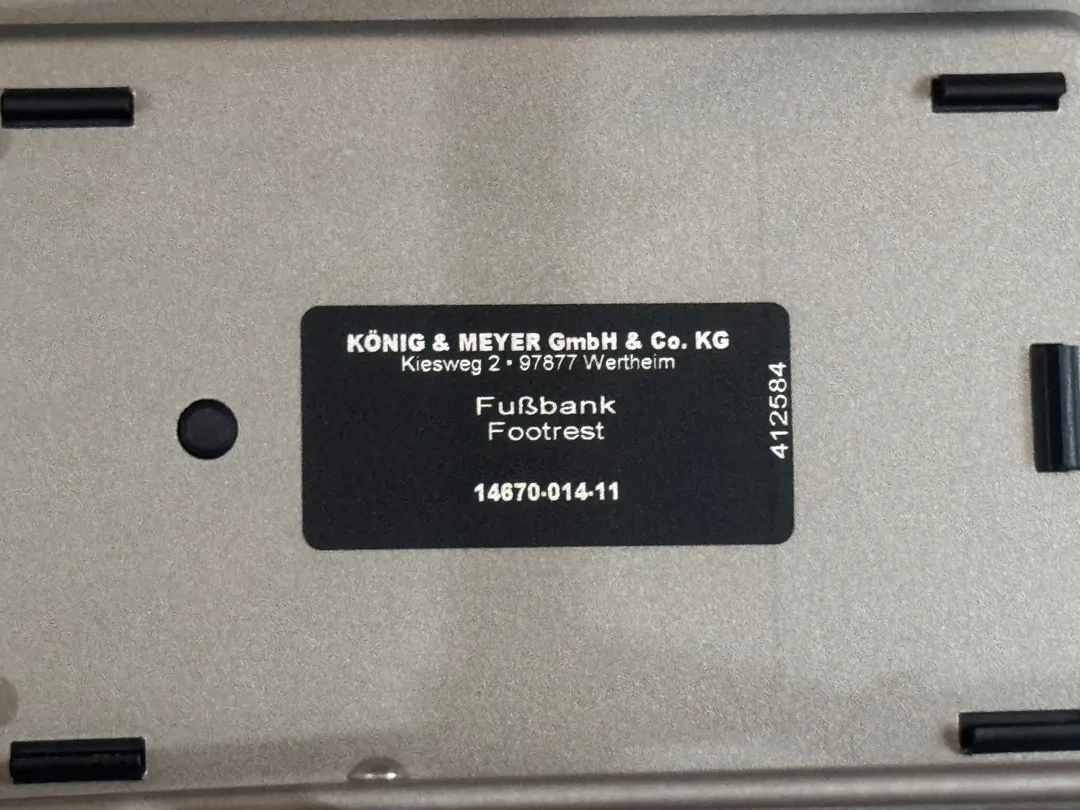 KÖNIG & MEYER GmbH & Co. KG
Kiesweg 2 • 97877 Wertheim
Fußbank
Footrest
14670-014-11
412584